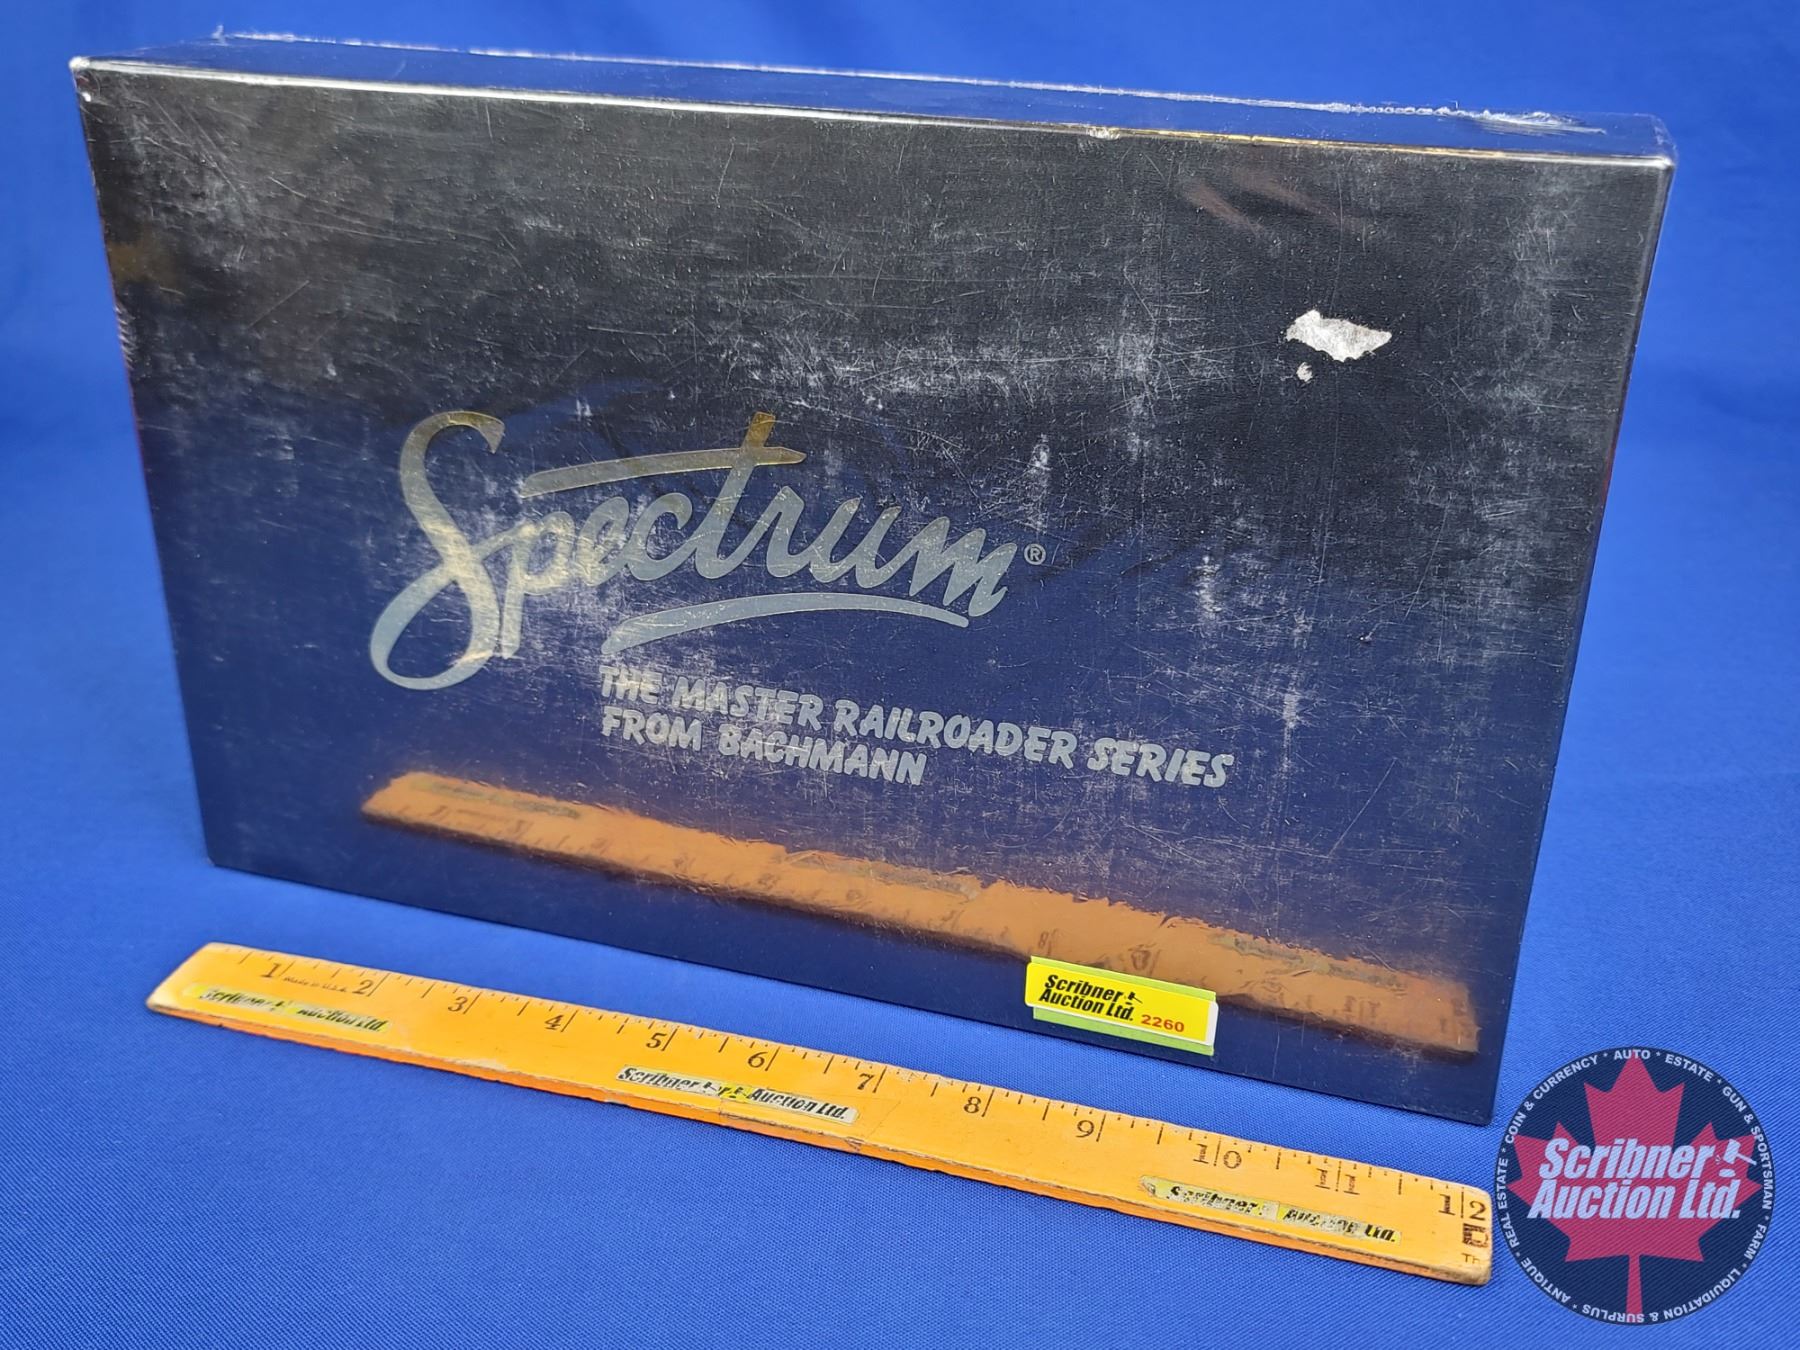 Spectrum®
THE MASTER RAILROADER SERIES
FROM BACHMANN
Scribner
Auction Ltd. 2260
1 2 3 4 5 6 7 8 9 10 11 12
MADE IN U.S.A.
Scribner Auction Ltd.
Scribner Auction Ltd.
Scribner Auction Ltd.
COIN & CURRENCY * AUTO * ESTATE * GUN & SPORTSMAN * FARM * LIQUIDATION & SURPLUS * ANTIQUE * REAL ESTATE *
Scribner
Auction Ltd.